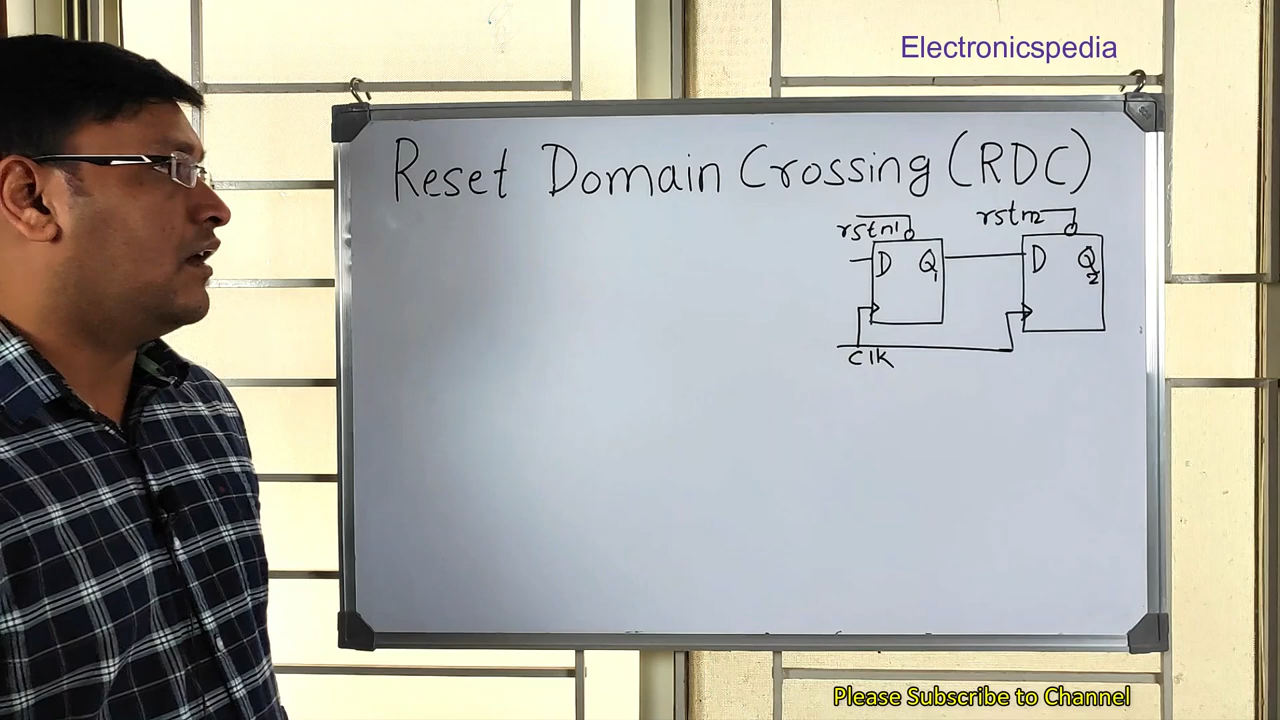 Electronicspedia
Reset Domain Crossing (RDC)
rstn1 rstn2
D Q1 D Q2
Clk
Please Subscribe to Channel